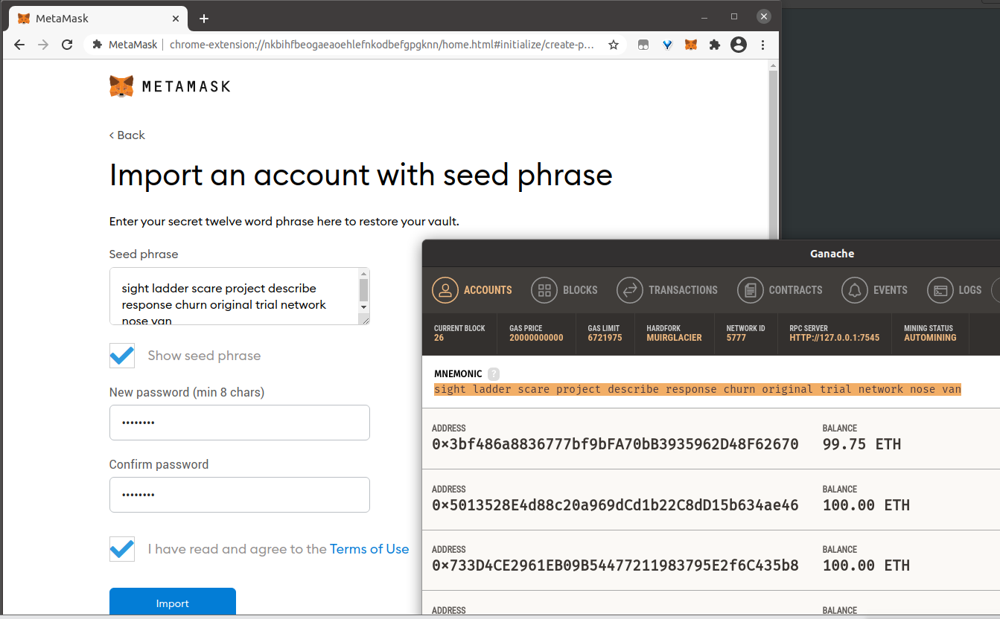 MetaMask
MetaMask
chrome-extension://nkbihfbeogaeaoehlefnkodbefgpgknn/home.html#initialize/create-p...
METAMASK
< Back
Import an account with seed phrase
Enter your secret twelve word phrase here to restore your vault.
Seed phrase
sight ladder scare project describe
response churn original trial network
nose van
Show seed phrase
New password (min 8 chars)
••••••••
Confirm password
••••••••
I have read and agree to the Terms of Use
Import
Ganache
ACCOUNTS BLOCKS TRANSACTIONS CONTRACTS EVENTS LOGS
CURRENT BLOCK GAS PRICE GAS LIMIT HARDFORK NETWORK ID RPC SERVER MINING STATUS
26 20000000000 6721975 MUIRGLACIER 5777 HTTP://127.0.0.1:7545 AUTOMINING
MNEMONIC ?
sight ladder scare project describe response churn original trial network nose van
ADDRESS BALANCE
0×3bf486a8836777bf9bFA70bB3935962D48F62670 99.75 ETH
ADDRESS BALANCE
0×5013528E4d88c20a969dCd1b22C8dD15b634ae46 100.00 ETH
ADDRESS BALANCE
0×733D4CE2961EB09B54477211983795E2f6C435b8 100.00 ETH
ADDRESS BALANCE